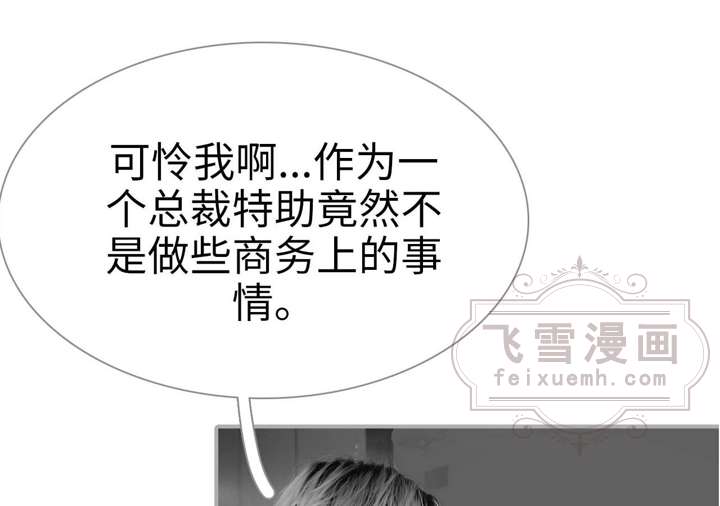 可怜我啊...作为一
个总裁特助竟然不
是做些商务上的事
情。
飞雪漫画
feixuemh.com